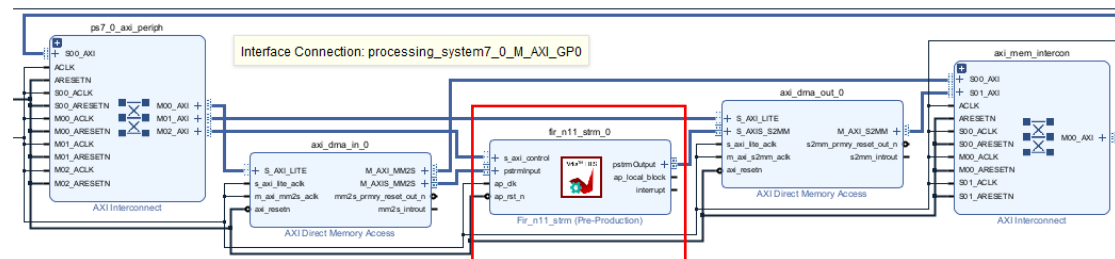 ps7_0_axi_periph
S00_AXI
ACLK
ARESETN
S00_ACLK
S00_ARESETN
M00_ACLK
M00_ARESETN
M01_ACLK
M01_ARESETN
M02_ACLK
M02_ARESETN
M00_AXI
M01_AXI
M02_AXI
AXI Interconnect
Interface Connection: processing_system7_0_M_AXI_GP0
axi_dma_in_0
S_AXI_LITE
s_axi_lite_aclk
m_axi_mm2s_aclk
axi_resetn
M_AXI_MM2S
M_AXIS_MM2S
mm2s_prmry_reset_out_n
mm2s_introut
AXI Direct Memory Access
fir_n11_strm_0
s_axi_control
pstrmInput
ap_clk
ap_rst_n
Vitis™ HLS
pstrmOutput
ap_local_block
interrupt
Fir_n11_strm (Pre-Production)
axi_dma_out_0
S_AXI_LITE
S_AXIS_S2MM
s_axi_lite_aclk
m_axi_s2mm_aclk
axi_resetn
M_AXI_S2MM
s2mm_prmry_reset_out_n
s2mm_introut
AXI Direct Memory Access
axi_mem_intercon
S00_AXI
S01_AXI
ACLK
ARESETN
S00_ACLK
S00_ARESETN
M00_ACLK
M00_ARESETN
S01_ACLK
S01_ARESETN
M00_AXI
AXI Interconnect